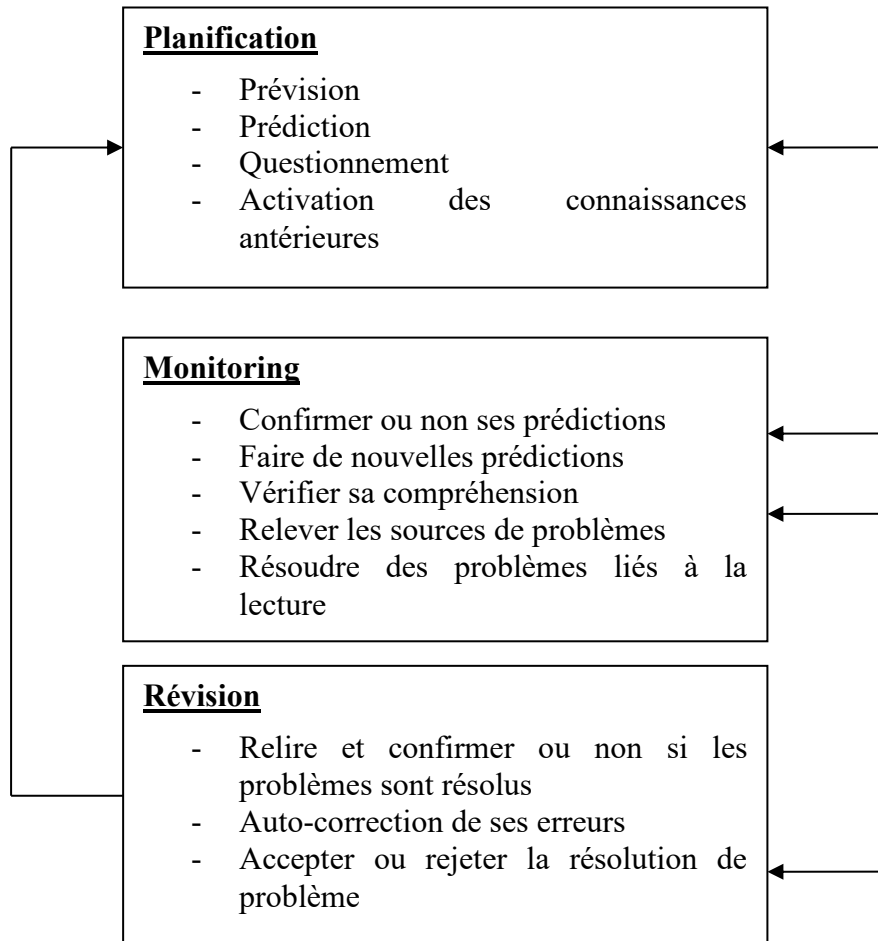 Planification
- Prévision
- Prédiction
- Questionnement
- Activation des connaissances
antérieures
Monitoring
- Confirmer ou non ses prédictions
- Faire de nouvelles prédictions
- Vérifier sa compréhension
- Relever les sources de problèmes
- Résoudre des problèmes liés à la
lecture
Révision
- Relire et confirmer ou non si les
problèmes sont résolus
- Auto-correction de ses erreurs
- Accepter ou rejeter la résolution de
problème